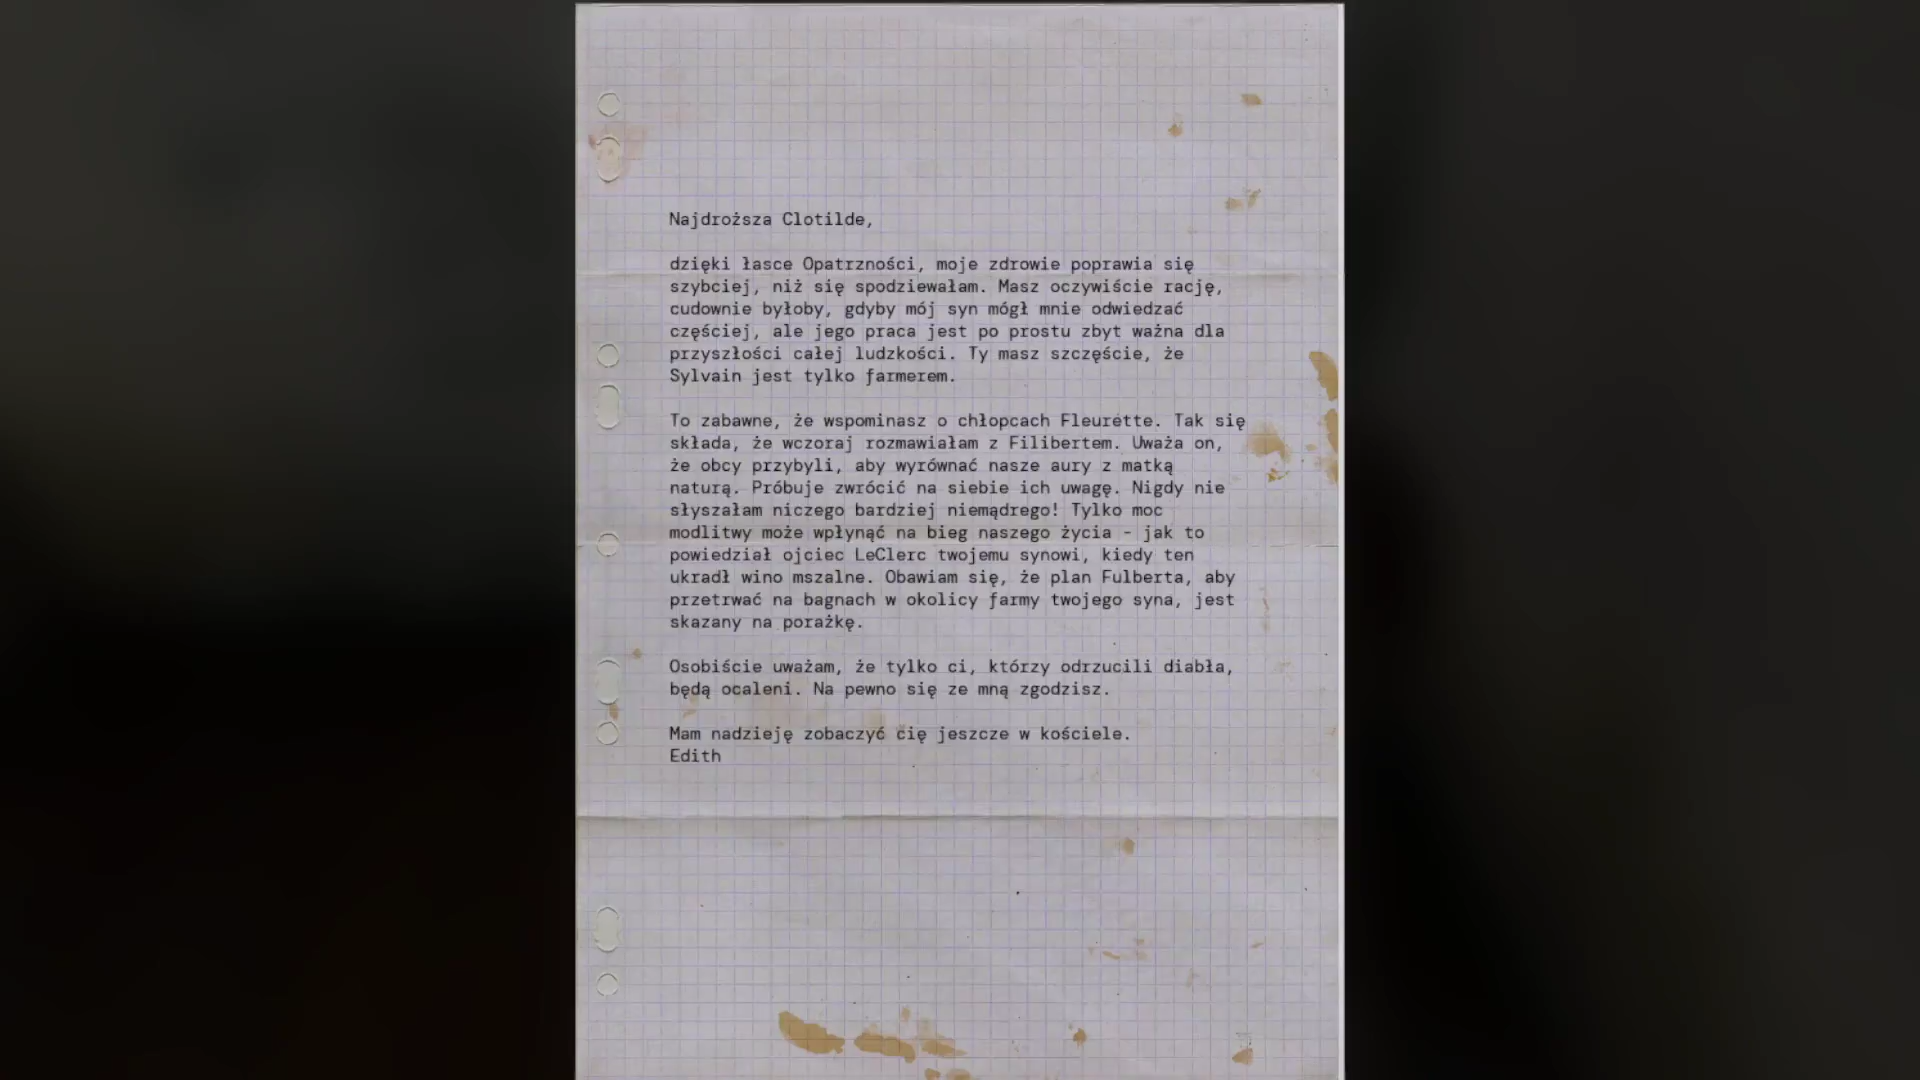 Najdroższa Clotilde,
dzięki łasce Opatrzności, moje zdrowie poprawia się
szybciej, niż się spodziewałam. Masz oczywiście rację,
cudownie byłoby, gdyby mój syn mógł mnie odwiedzać
częściej, ale jego praca jest po prostu zbyt ważna dla
przyszłości całej ludzkości. Ty masz szczęście, że
Sylvain jest tylko farmerem.
To zabawne, że wspominasz o chłopcach Fleurette. Tak się
składa, że wczoraj rozmawiałam z Filibertem. Uważa on,
że obcy przybyli, aby wyrównać nasze aury z matką
naturą. Próbuje zwrócić na siebie ich uwagę. Nigdy nie
słyszałam niczego bardziej niemądrego! Tylko moc
modlitwy może wpłynąć na bieg naszego życia - jak to
powiedział ojciec LeClerc twojemu synowi, kiedy ten
ukradł wino mszalne. Obawiam się, że plan Fulberta, aby
przetrwać na bagnach w okolicy farmy twojego syna, jest
skazany na porażkę.
Osobiście uważam, że tylko ci, którzy odrzucili diabła,
będą ocaleni. Na pewno się ze mną zgodzisz.
Mam nadzieję zobaczyć cię jeszcze w kościele.
Edith